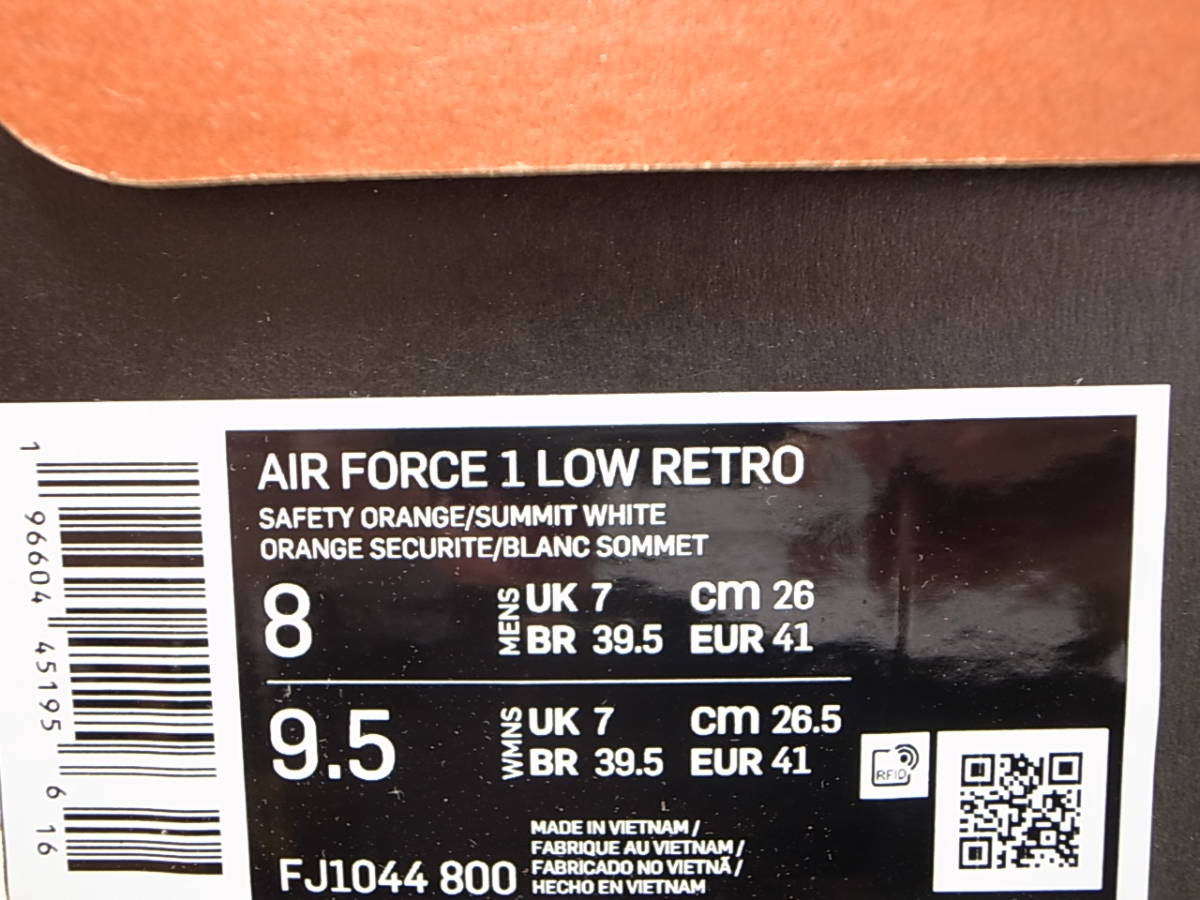 AIR FORCE 1 LOW RETRO
SAFETY ORANGE/SUMMIT WHITE
ORANGE SECURITE/BLANC SOMMET
8 MENS UK 7 cm 26
BR 39.5 EUR 41
9.5 WMNS UK 7 cm 26.5
BR 39.5 EUR 41
RFID
MADE IN VIETNAM /
FABRIQUE AU VIETNAM /
FABRICADO NO VIETNÃ /
HECHO EN VIETNAM
FJ1044 800
1 96604 45195 6 16